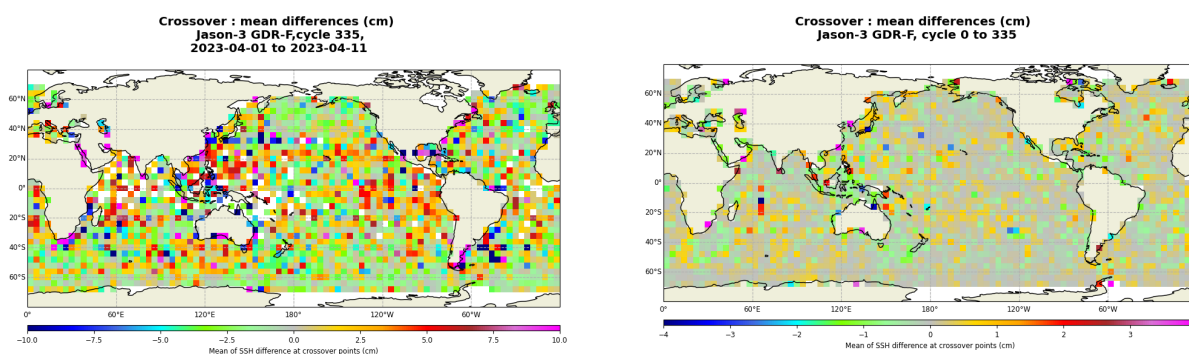 Crossover : mean differences (cm)
Jason-3 GDR-F,cycle 335,
2023-04-01 to 2023-04-11
60°N
40°N
20°N
0°
20°S
40°S
60°S
0° 60°E 120°E 180° 120°W 60°W
−10.0 −7.5 −5.0 −2.5 0.0 2.5 5.0 7.5 10.0
Mean of SSH difference at crossover points (cm)
Crossover : mean differences (cm)
Jason-3 GDR-F, cycle 0 to 335
60°N
40°N
20°N
0°
20°S
40°S
60°S
0° 60°E 120°E 180° 120°W 60°W
−4 −3 −2 −1 0 1 2 3
Mean of SSH difference at crossover points (cm)